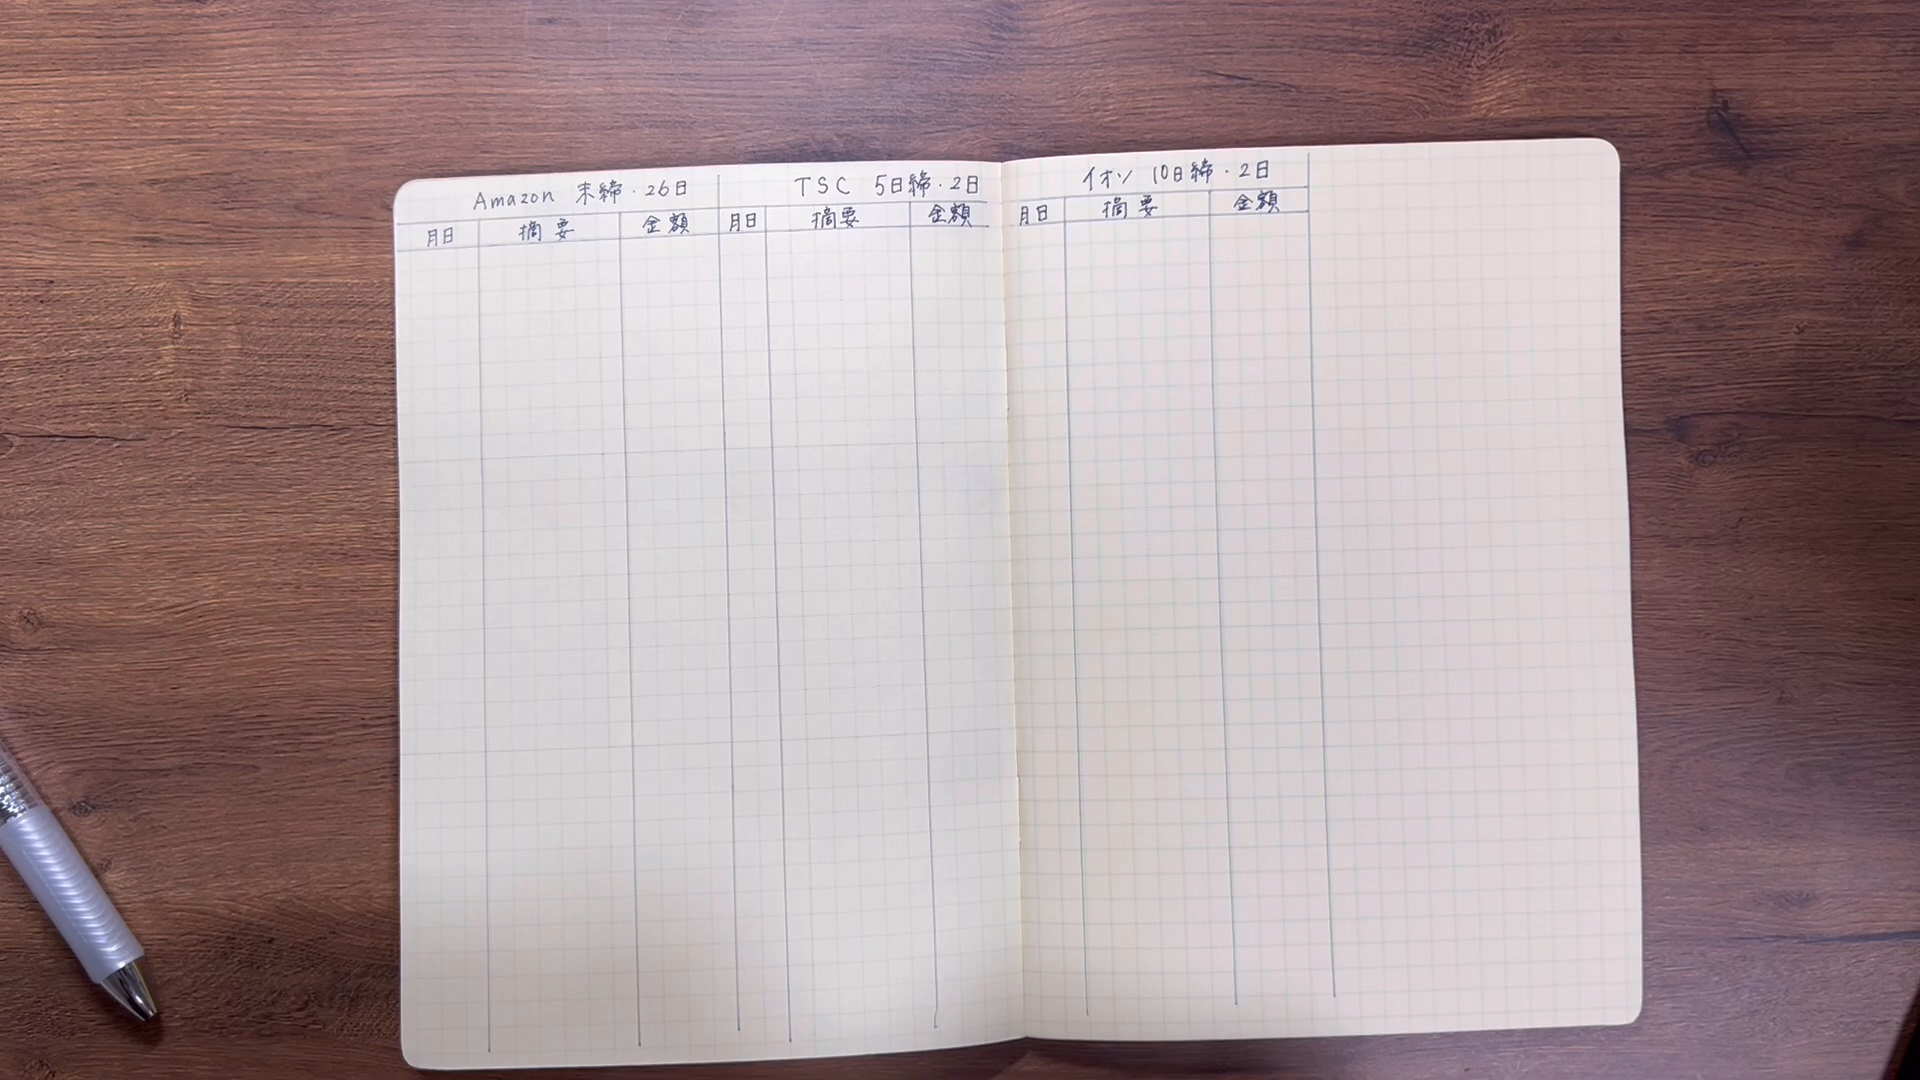 Amazon 末締・26日
月日 摘要 金額
TSC 5日締・2日
月日 摘要 金額
イオン 10日締・2日
月日 摘要 金額